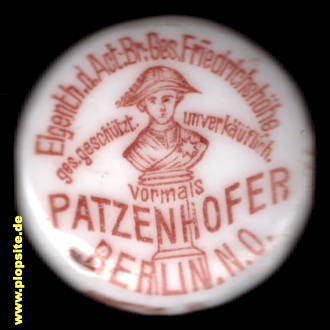 Eigenth.d.Act.Br.Ges.Friedrichshöhe
ges.geschützt. unverkäuflich.
vormals
PATZENHOFER
BERLIN.N.O.
www.plopsite.de